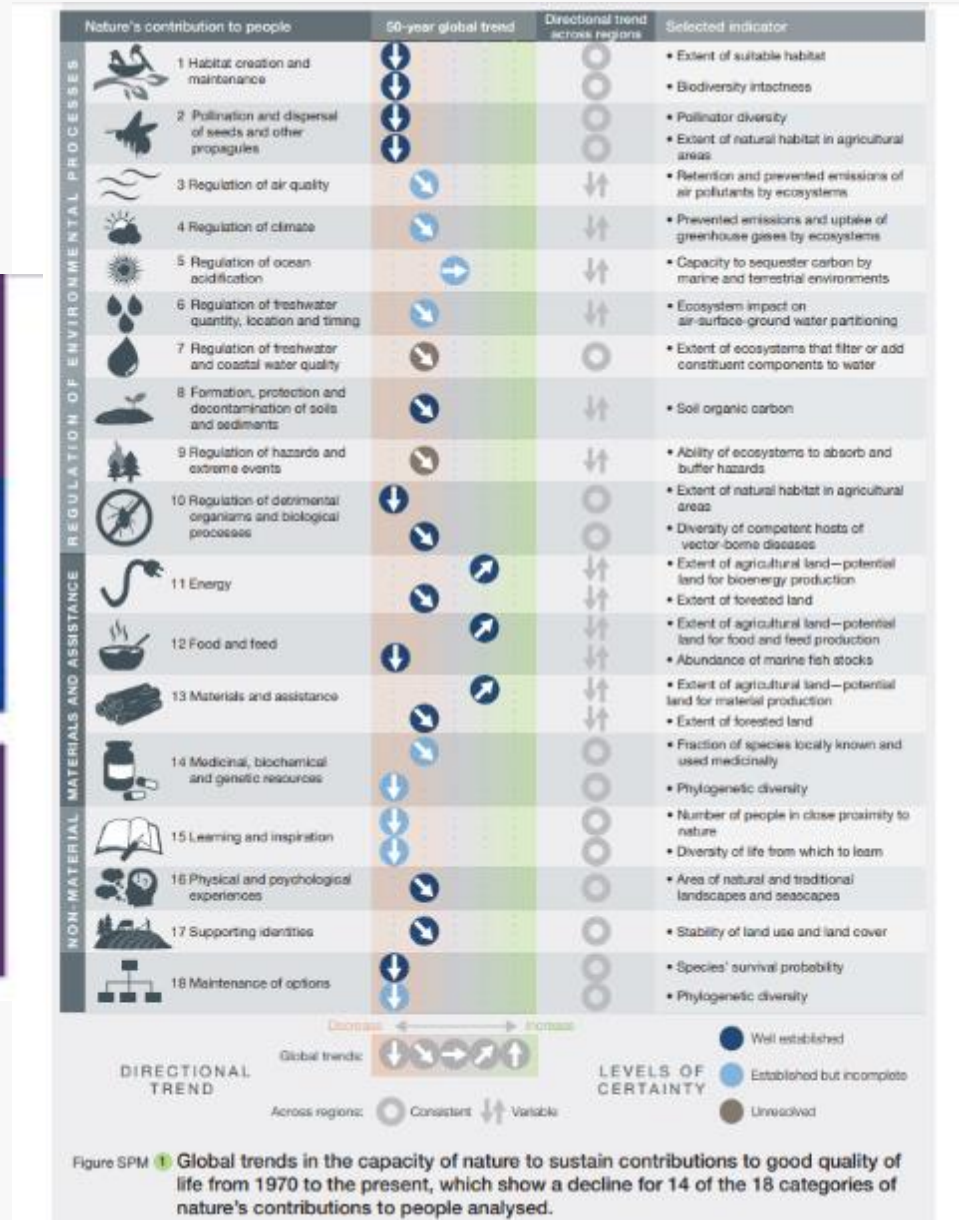 Nature's contribution to people
50-year global trend
Directional trend
across regions
Selected indicator
REGULATION OF ENVIRONMENTAL PROCESSES
1 Habitat creation and
maintenance
• Extent of suitable habitat
• Biodiversity intactness
2 Pollination and dispersal
of seeds and other
propagules
• Pollinator diversity
• Extent of natural habitat in agricultural
areas
3 Regulation of air quality
• Retention and prevented emissions of
air pollutants by ecosystems
4 Regulation of climate
• Prevented emissions and uptake of
greenhouse gases by ecosystems
5 Regulation of ocean
acidification
• Capacity to sequester carbon by
marine and terrestrial environments
6 Regulation of freshwater
quantity, location and timing
• Ecosystem impact on
air-surface-ground water partitioning
7 Regulation of freshwater
and coastal water quality
• Extent of ecosystems that filter or add
constituent components to water
8 Formation, protection and
decontamination of soils
and sediments
• Soil organic carbon
9 Regulation of hazards and
extreme events
• Ability of ecosystems to absorb and
buffer hazards
10 Regulation of detrimental
organisms and biological
processes
• Extent of natural habitat in agricultural
areas
• Diversity of competent hosts of
vector-borne diseases
MATERIALS AND ASSISTANCE
11 Energy
• Extent of agricultural land—potential
land for bioenergy production
• Extent of forested land
12 Food and feed
• Extent of agricultural land—potential
land for food and feed production
• Abundance of marine fish stocks
13 Materials and assistance
• Extent of agricultural land—potential
land for material production
• Extent of forested land
14 Medicinal, biochemical
and genetic resources
• Fraction of species locally known and
used medicinally
• Phylogenetic diversity
NON-MATERIAL
15 Learning and inspiration
• Number of people in close proximity to
nature
• Diversity of life from which to learn
16 Physical and psychological
experiences
• Area of natural and traditional
landscapes and seascapes
17 Supporting identities
• Stability of land use and land cover
18 Maintenance of options
• Species' survival probability
• Phylogenetic diversity
Decrease
Increase
DIRECTIONAL
TREND
Global trends:
Across regions:
Consistent
Variable
LEVELS OF
CERTAINTY
Well established
Established but incomplete
Unresolved
Figure SPM 1 Global trends in the capacity of nature to sustain contributions to good quality of
life from 1970 to the present, which show a decline for 14 of the 18 categories of
nature's contributions to people analysed.